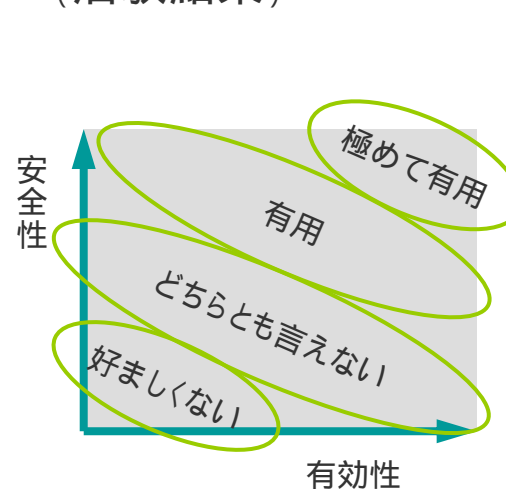 極めて有用
安全性
有用
どちらとも言えない
好ましくない
有効性